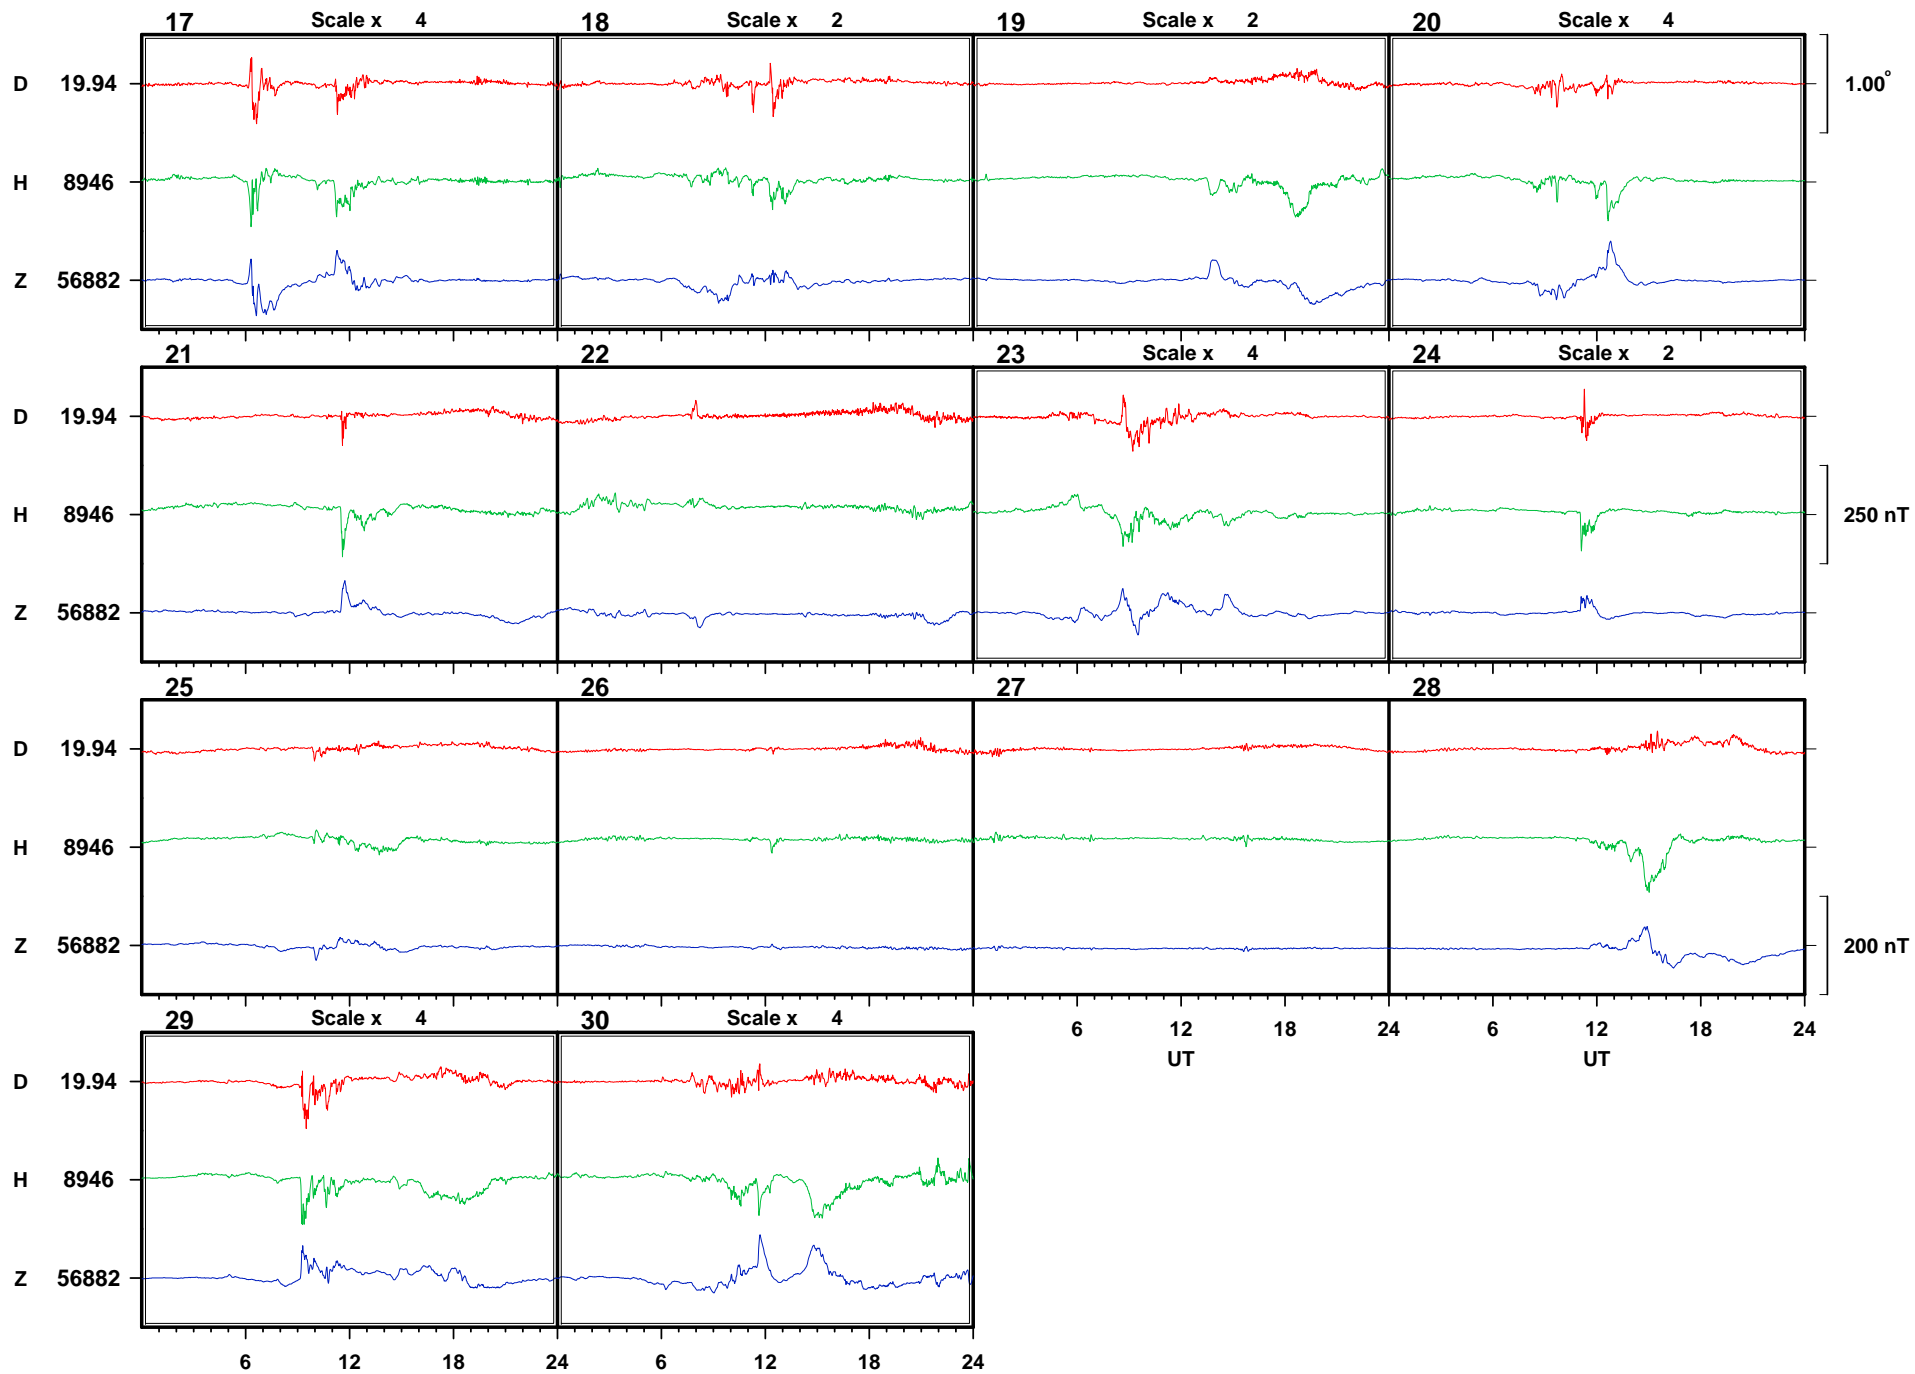 17 Scale x 4 18 Scale x 2 19 Scale x 2 20 Scale x 4
D 19.94 1.00°
H 8946
Z 56882
21 22 23 Scale x 4 24 Scale x 2
D 19.94
H 8946 250 nT
Z 56882
25 26 27 28
D 19.94
H 8946
Z 56882 200 nT
6 12 18 24 6 12 18 24
UT UT
29 Scale x 4 30 Scale x 4
D 19.94
H 8946
Z 56882
6 12 18 24 6 12 18 24